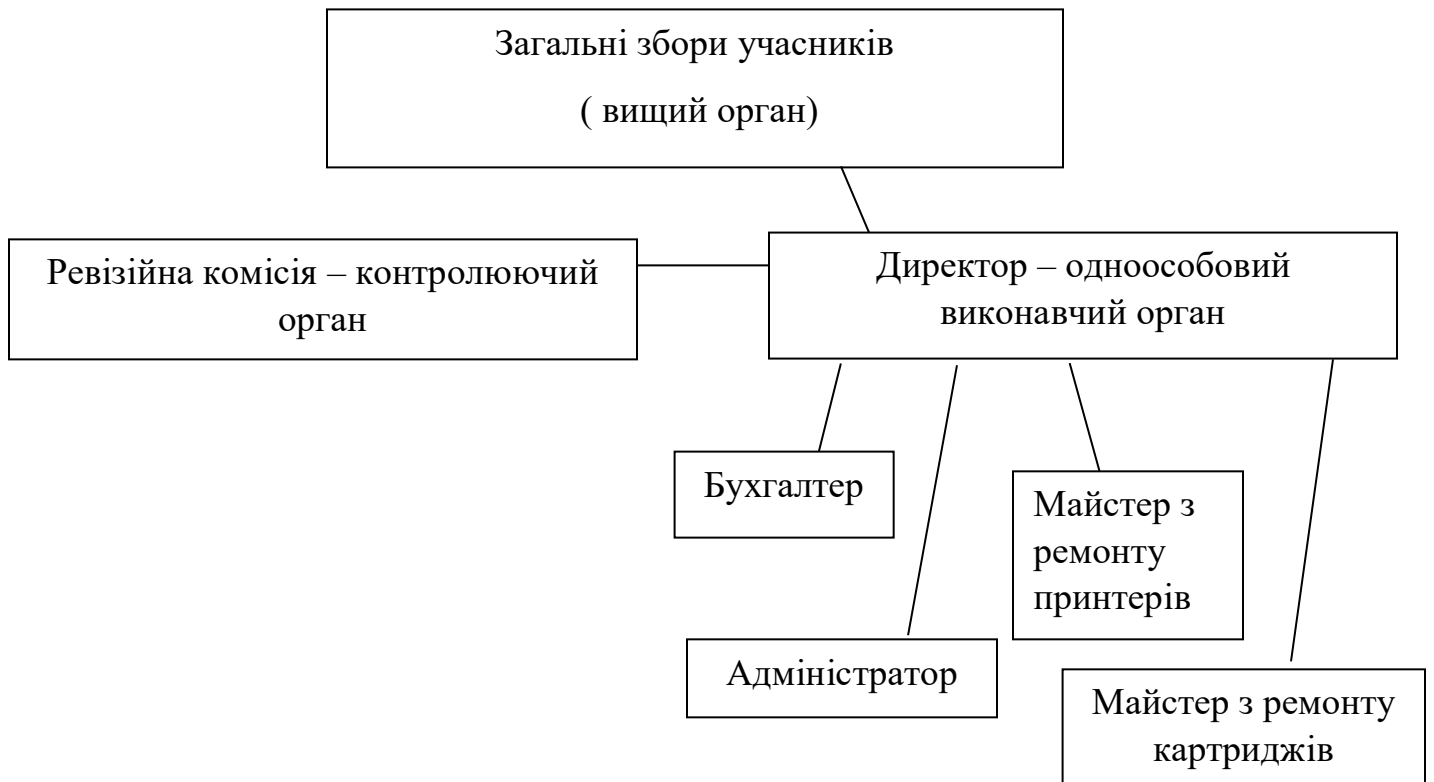 Загальні збори учасників
( вищий орган)
Ревізійна комісія – контролюючий
орган
Директор – одноособовий
виконавчий орган
Бухгалтер
Майстер з
ремонту
принтерів
Адміністратор
Майстер з ремонту
картриджів